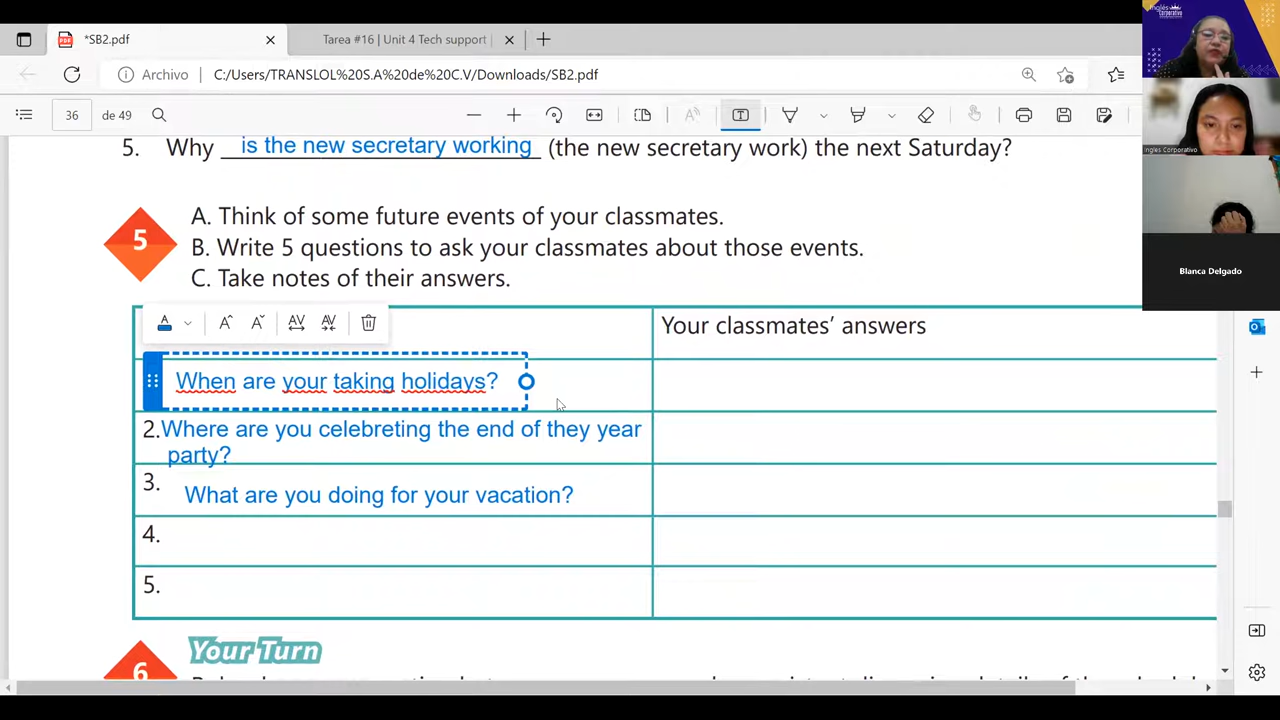 *SB2.pdf
Tarea #16 | Unit 4 Tech support
Archivo
C:/Users/TRANSLOL%20S.A%20de%20C.V/Downloads/SB2.pdf
36 de 49
5. Why is the new secretary working (the new secretary work) the next Saturday?
5
A. Think of some future events of your classmates.
B. Write 5 questions to ask your classmates about those events.
C. Take notes of their answers.
Your classmates’ answers
When are your taking holidays?
2. Where are you celebreting the end of they year
party?
3. What are you doing for your vacation?
4.
5.
6
Your Turn
Inglés
Corporativo
Ingles Corporativo
Blanca Delgado